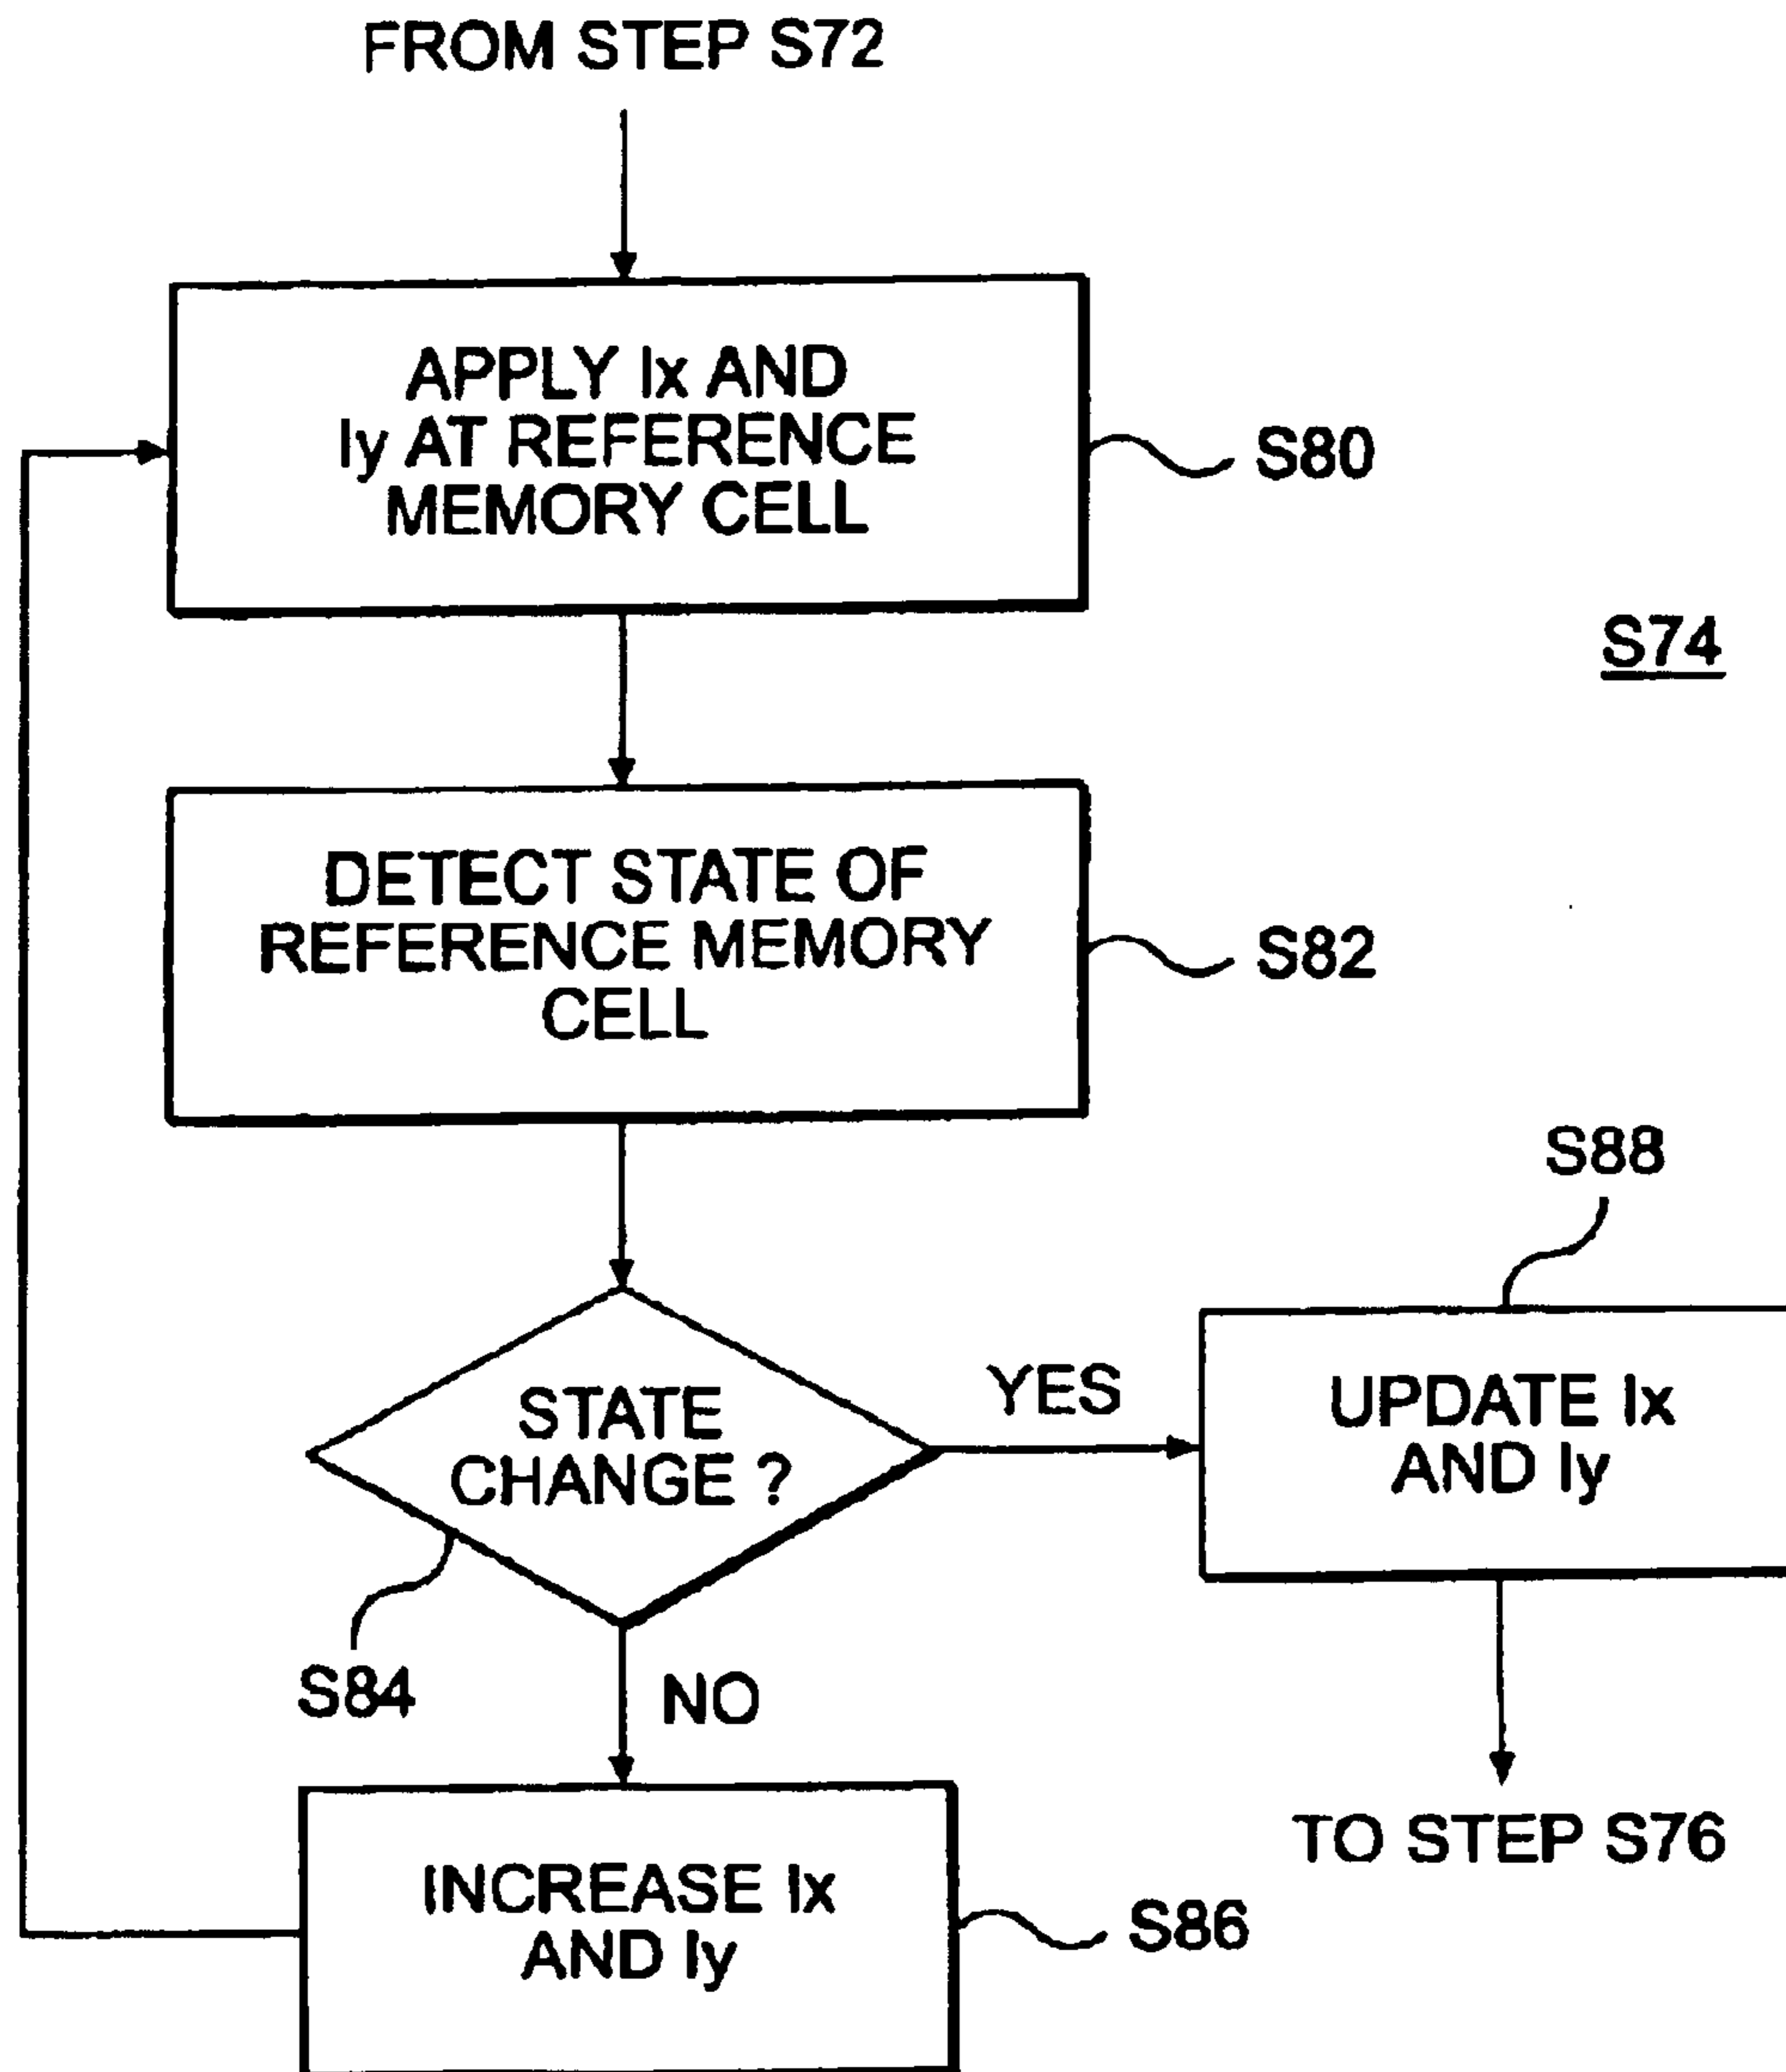 FROM STEP S72
APPLY Ix AND
Iy AT REFERENCE
MEMORY CELL
S80
S74
DETECT STATE OF
REFERENCE MEMORY
CELL
S82
S88
STATE
CHANGE ?
YES
UPDATE Ix
AND Iy
S84
NO
TO STEP S76
INCREASE Ix
AND Iy
S86